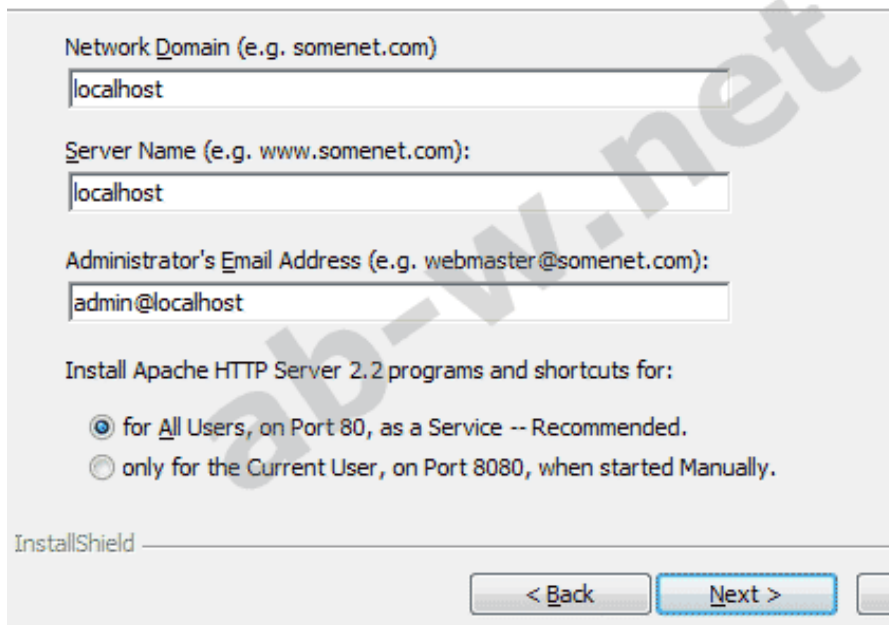 Network Domain (e.g. somenet.com)
localhost
Server Name (e.g. www.somenet.com):
localhost
Administrator's Email Address (e.g. webmaster@somenet.com):
admin@localhost
Install Apache HTTP Server 2.2 programs and shortcuts for:
for All Users, on Port 80, as a Service -- Recommended.
only for the Current User, on Port 8080, when started Manually.
InstallShield
< Back
Next >
ab-w.net